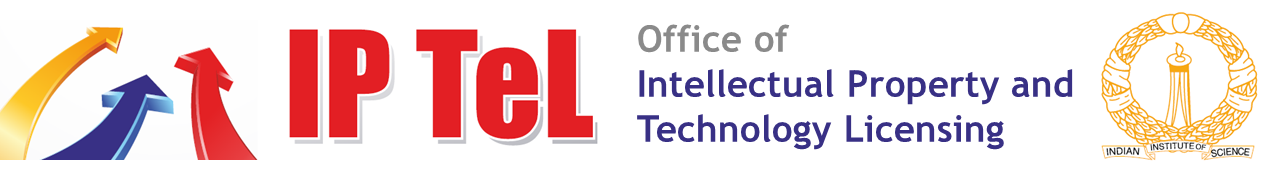 IP TeL
Office of
Intellectual Property and
Technology Licensing
INDIAN INSTITUTE OF SCIENCE